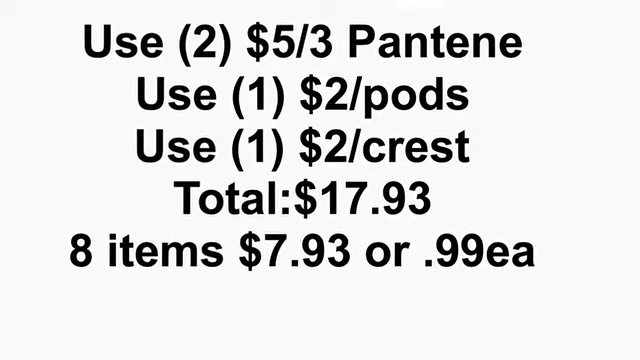 Use (2) $5/3 Pantene
Use (1) $2/pods
Use (1) $2/crest
Total:$17.93
8 items $7.93 or .99ea